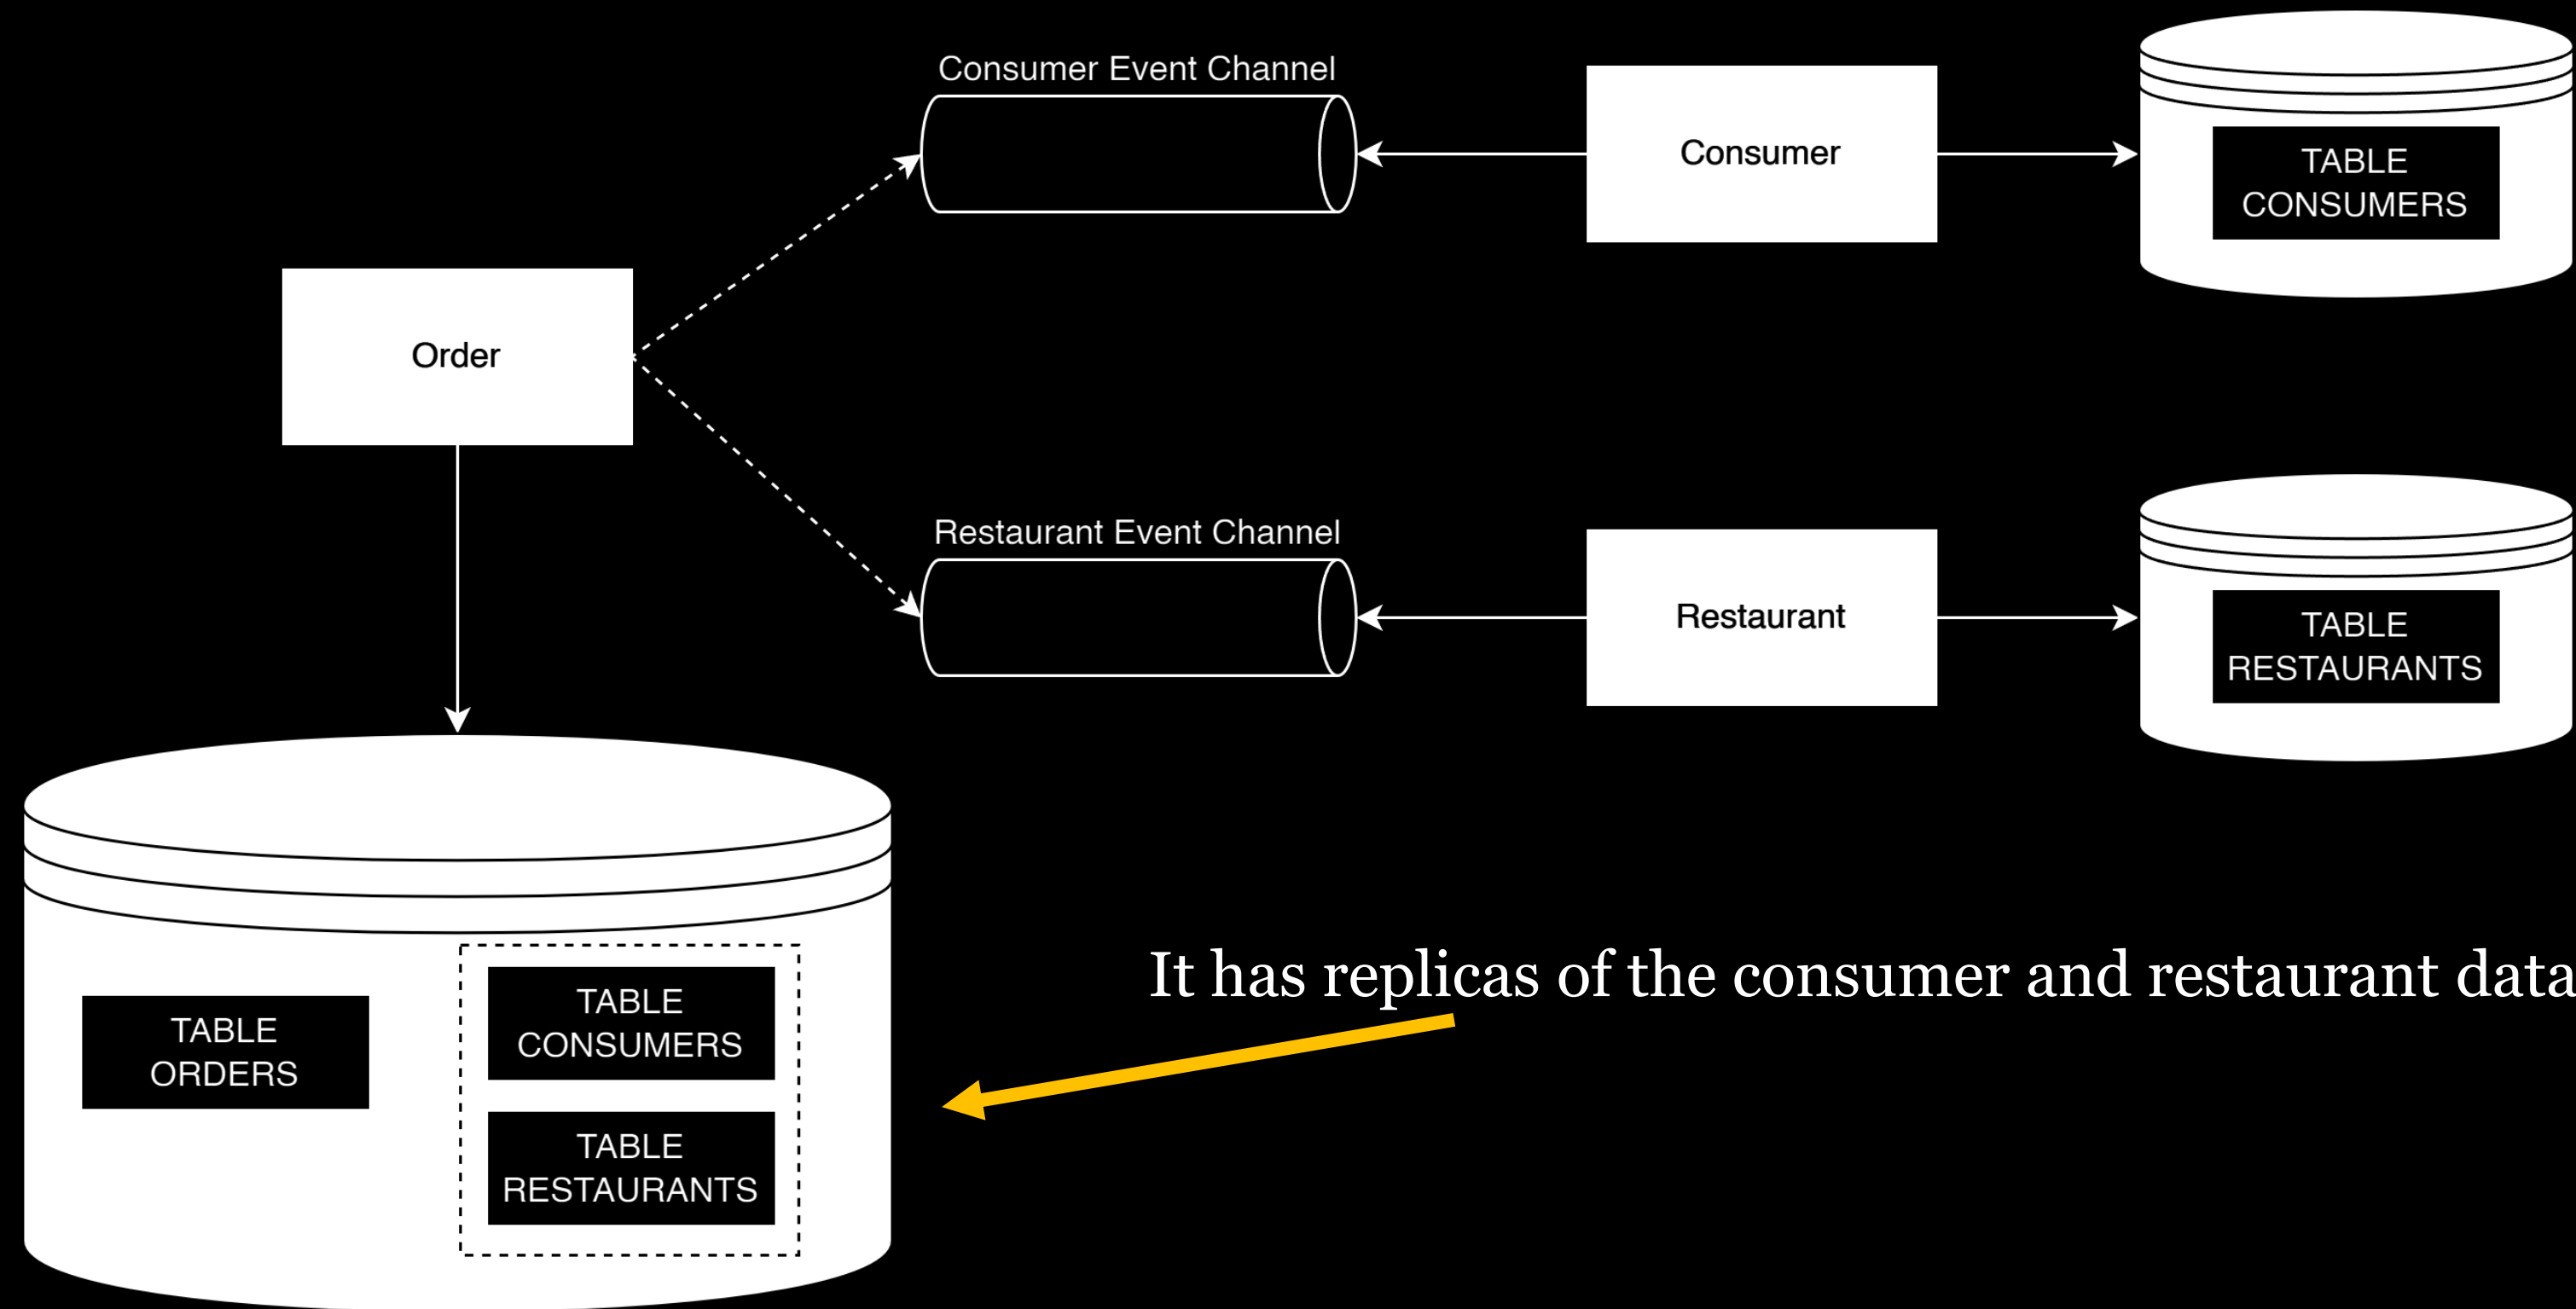 Consumer Event Channel
Consumer
TABLE
CONSUMERS
Order
Restaurant Event Channel
Restaurant
TABLE
RESTAURANTS
It has replicas of the consumer and restaurant data
TABLE
ORDERS
TABLE
CONSUMERS
TABLE
RESTAURANTS